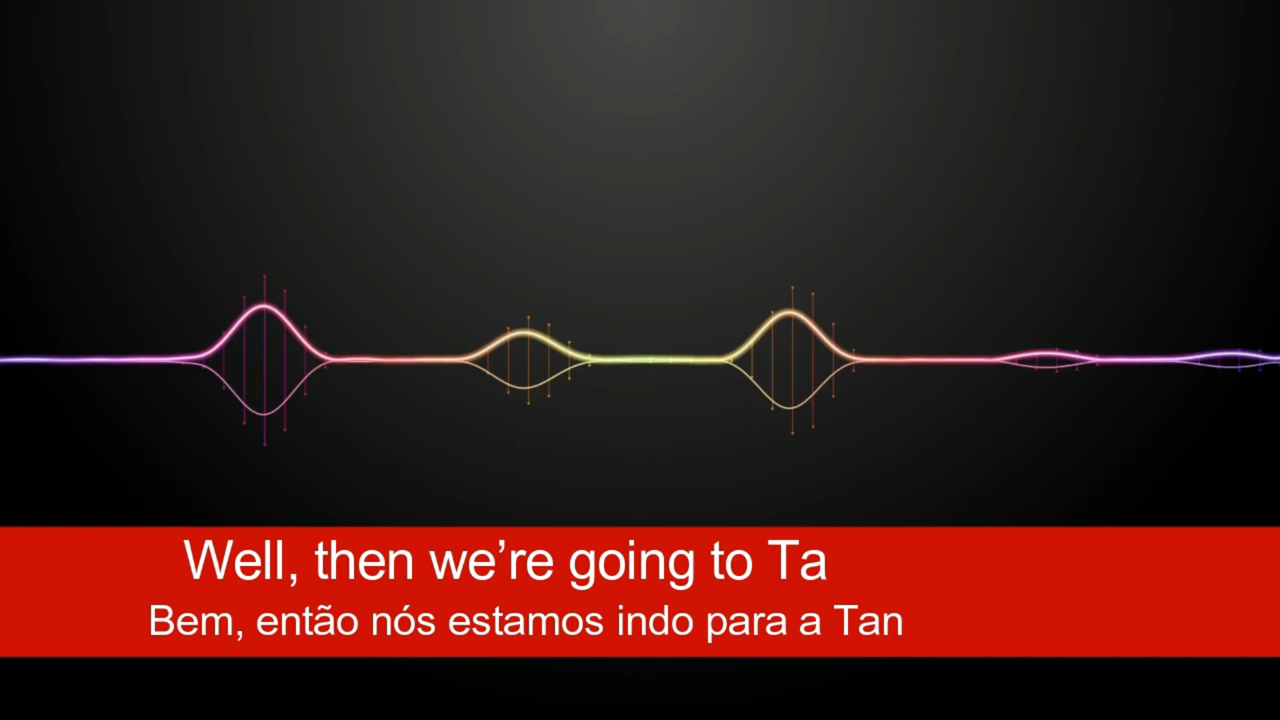 Well, then we’re going to Ta
Bem, então nós estamos indo para a Tan